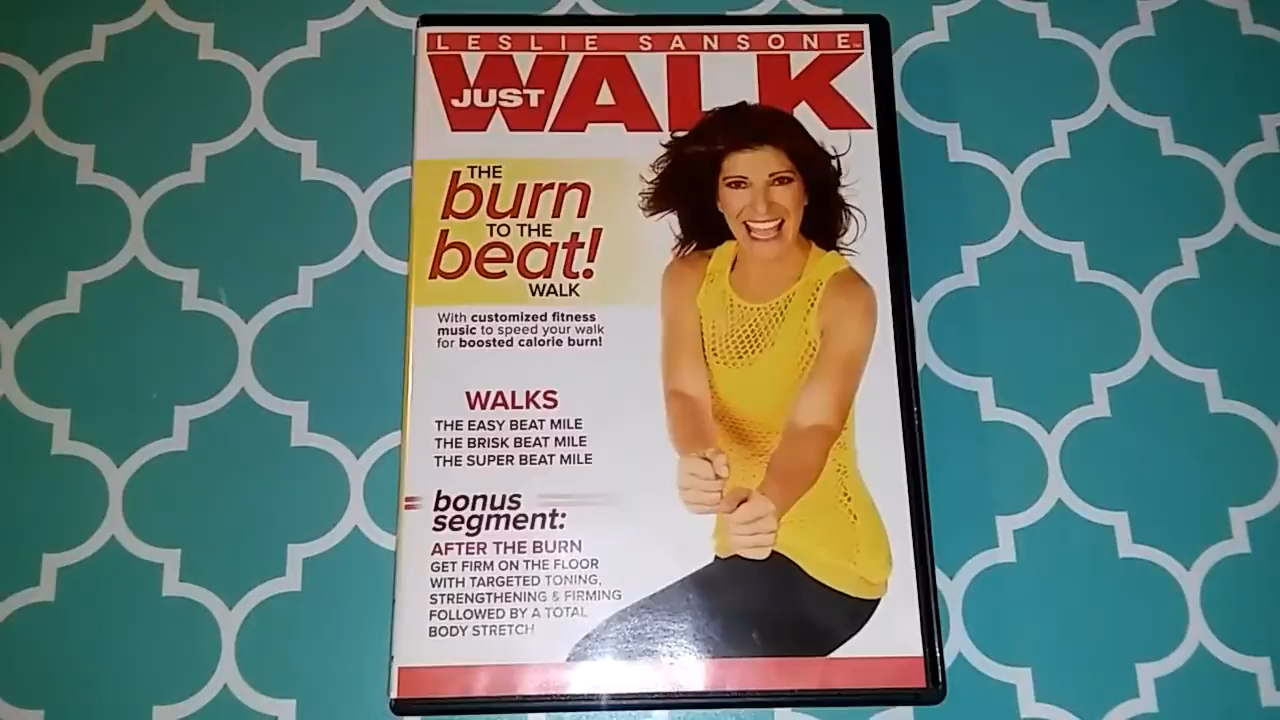 LESLIE SANSONE
JUST WALK
THE
burn
TO THE
beat!
WALK
With customized fitness
music to speed your walk
for boosted calorie burn!
WALKS
THE EASY BEAT MILE
THE BRISK BEAT MILE
THE SUPER BEAT MILE
bonus
segment:
AFTER THE BURN
GET FIRM ON THE FLOOR
WITH TARGETED TONING,
STRENGTHENING & FIRMING
FOLLOWED BY A TOTAL
BODY STRETCH